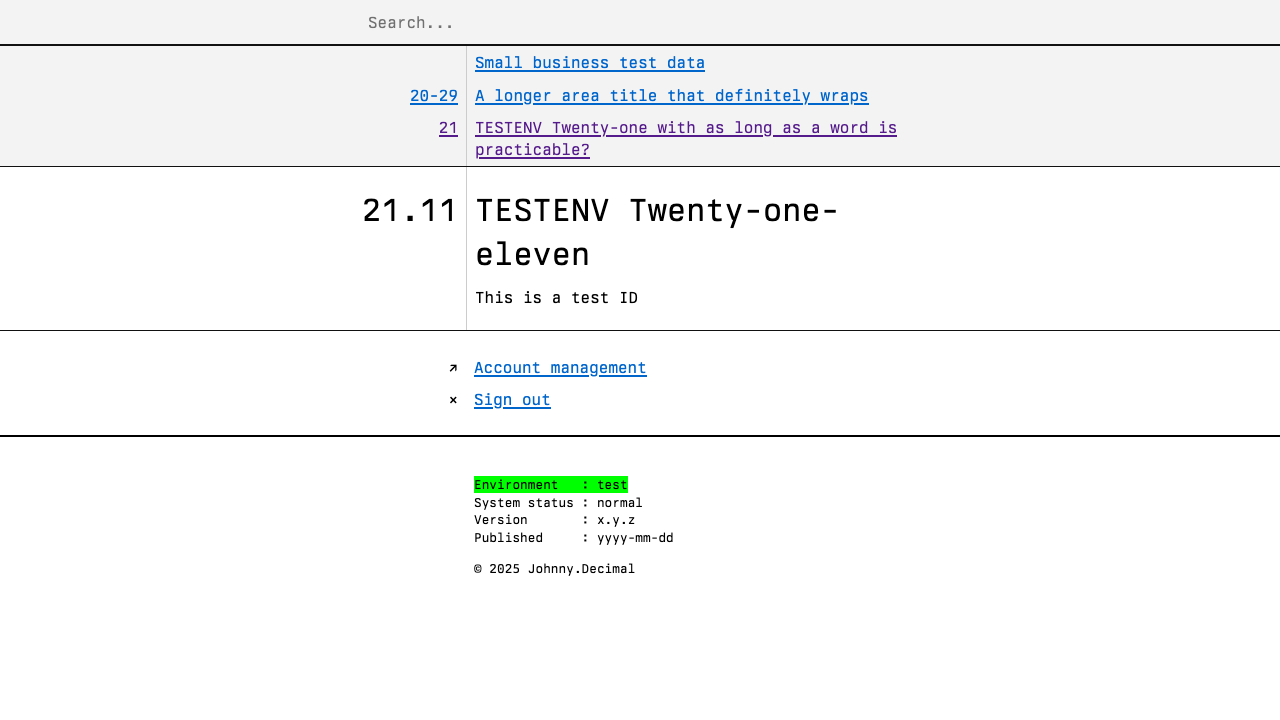 Search...
Small business test data
20-29 A longer area title that definitely wraps
21 TESTENV Twenty-one with as long as a word is
practicable?
21.11 TESTENV Twenty-one-
eleven
This is a test ID
↗ Account management
× Sign out
Environment   : test
System status : normal
Version       : x.y.z
Published     : yyyy-mm-dd
© 2025 Johnny.Decimal